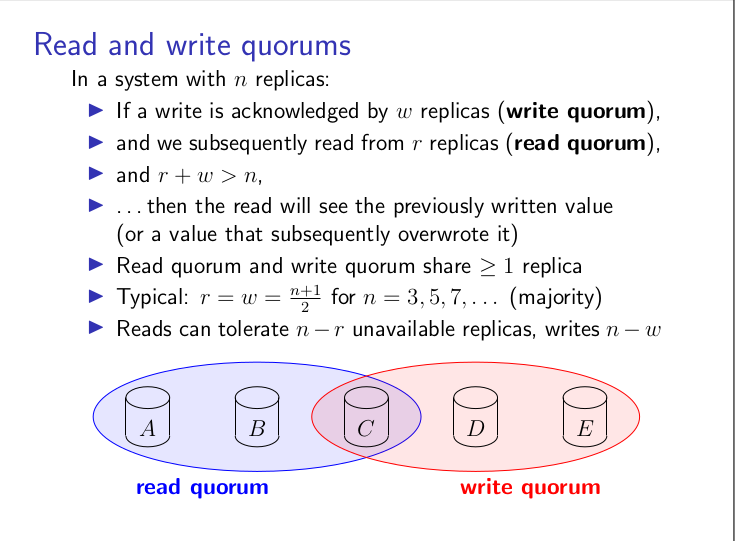 Read and write quorums
In a system with n replicas:
▶ If a write is acknowledged by w replicas (write quorum),
▶ and we subsequently read from r replicas (read quorum),
▶ and r + w > n,
▶ . . . then the read will see the previously written value
(or a value that subsequently overwrote it)
▶ Read quorum and write quorum share ≥ 1 replica
▶ Typical: r = w = (n+1)/2 for n = 3, 5, 7, . . . (majority)
▶ Reads can tolerate n − r unavailable replicas, writes n − w
A B C D E
read quorum write quorum